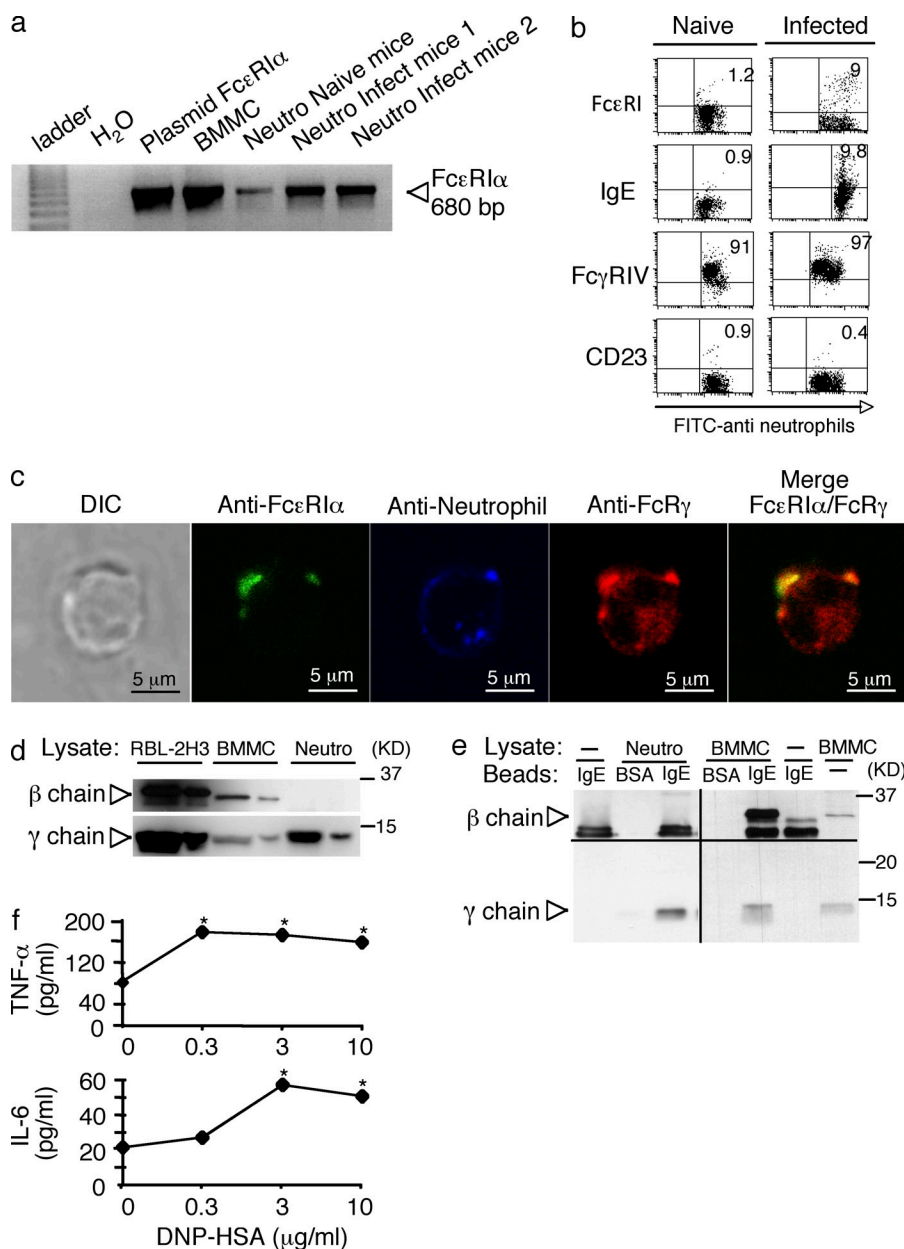 a
ladder
H2O
Plasmid FcεRIα
BMMC
Neutro Naive mice
Neutro Infect mice 1
Neutro Infect mice 2
FcεRIα
680 bp
b
Naive Infected
FcεRI 1.2 9
IgE 0.9 9.8
FcγRIV 91 97
CD23 0.9 0.4
FITC-anti neutrophils
c
DIC Anti-FcεRIα Anti-Neutrophil Anti-FcRγ Merge FcεRIα/FcRγ
5 µm 5 µm 5 µm 5 µm 5 µm
d
Lysate: RBL-2H3 BMMC Neutro (KD)
β chain 37
γ chain 15
e
Lysate: – Neutro BMMC – BMMC
Beads: IgE BSA IgE BSA IgE IgE – (KD)
37
β chain
20
γ chain 15
f
TNF-α (pg/ml)
200
120
80
40
0
* * *
0 0.3 3 10
IL-6 (pg/ml)
60
40
20
0
* *
0 0.3 3 10
DNP-HSA (µg/ml)